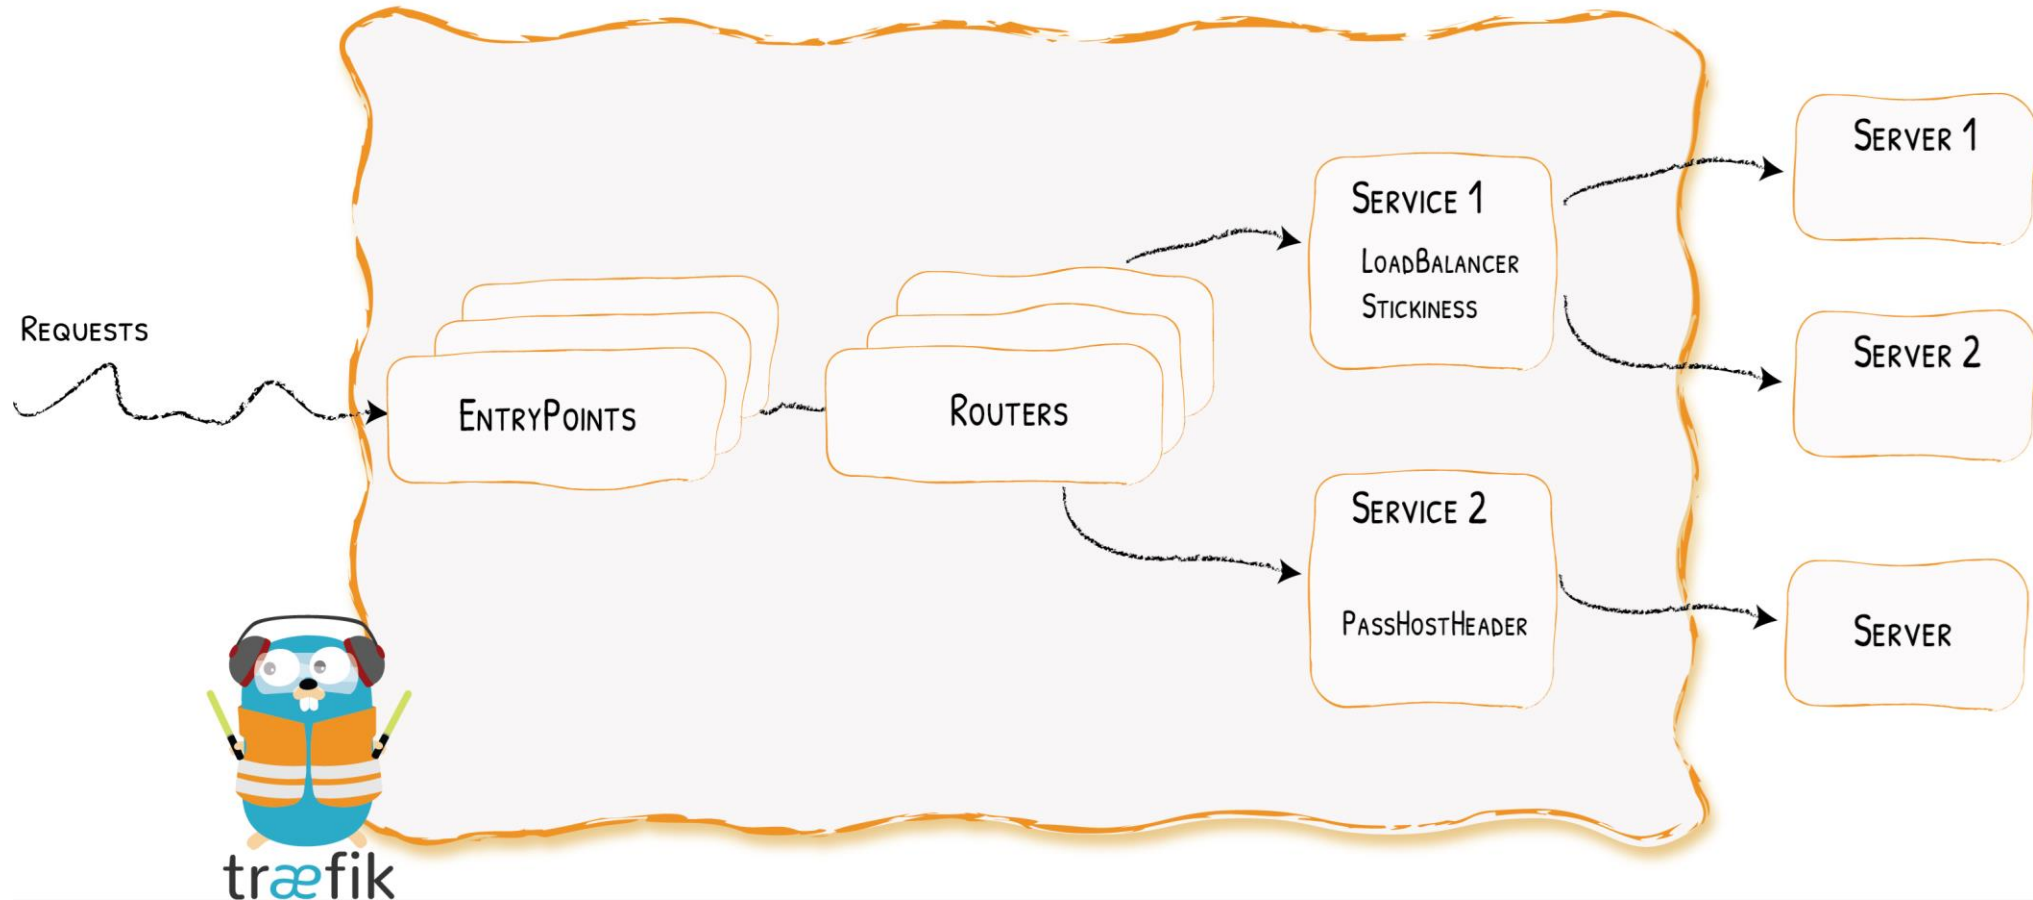 Requests
EntryPoints
Routers
Service 1
LoadBalancer
Stickiness
Service 2
PassHostHeader
Server 1
Server 2
Server
træfik